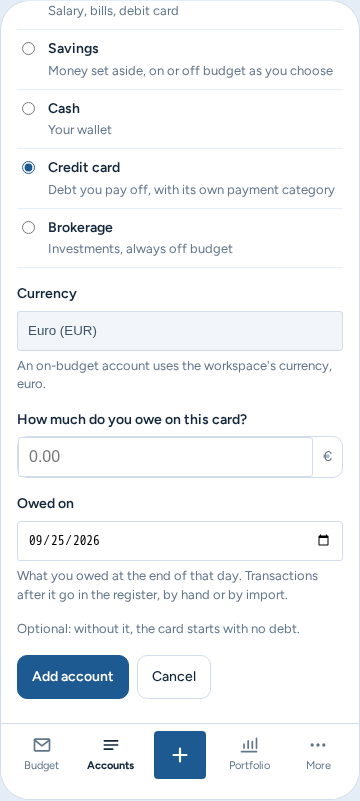 Salary, bills, debit card
Savings
Money set aside, on or off budget as you choose
Cash
Your wallet
Credit card
Debt you pay off, with its own payment category
Brokerage
Investments, always off budget
Currency
Euro (EUR)
An on-budget account uses the workspace's currency,
euro.
How much do you owe on this card?
0.00 €
Owed on
09/25/2026
What you owed at the end of that day. Transactions
after it go in the register, by hand or by import.
Optional: without it, the card starts with no debt.
Add account Cancel
Budget Accounts + Portfolio More